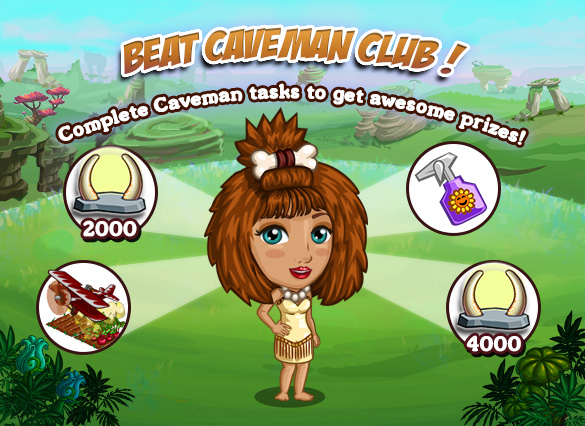 BEAT CAVEMAN CLUB!
Complete Caveman tasks to get awesome prizes!
2000
4000